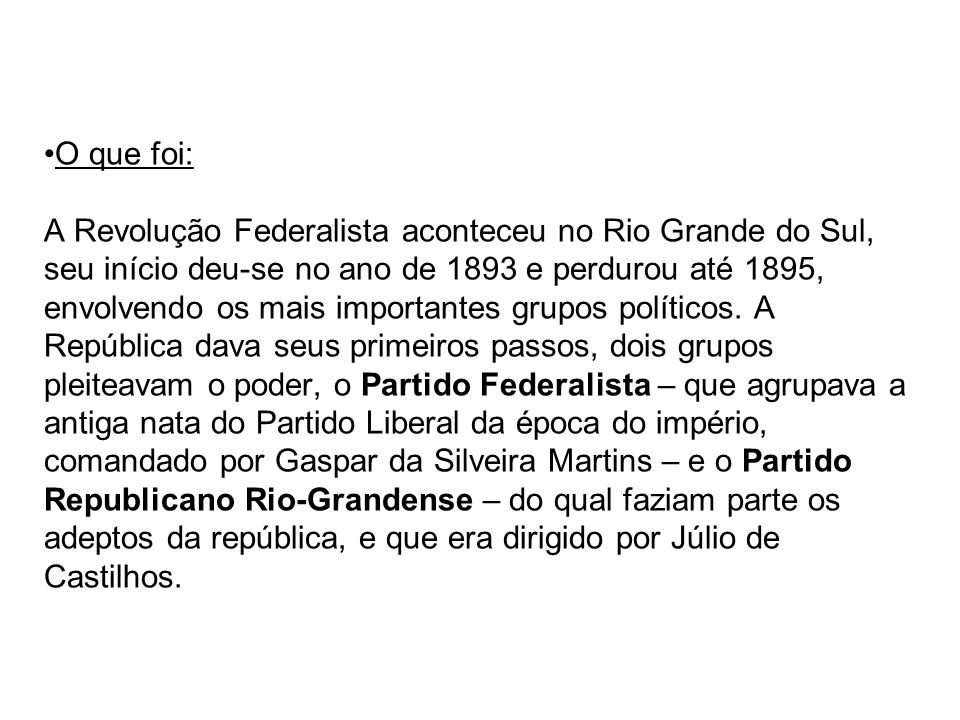 •O que foi:
A Revolução Federalista aconteceu no Rio Grande do Sul,
seu início deu-se no ano de 1893 e perdurou até 1895,
envolvendo os mais importantes grupos políticos. A
República dava seus primeiros passos, dois grupos
pleiteavam o poder, o Partido Federalista – que agrupava a
antiga nata do Partido Liberal da época do império,
comandado por Gaspar da Silveira Martins – e o Partido
Republicano Rio-Grandense – do qual faziam parte os
adeptos da república, e que era dirigido por Júlio de
Castilhos.